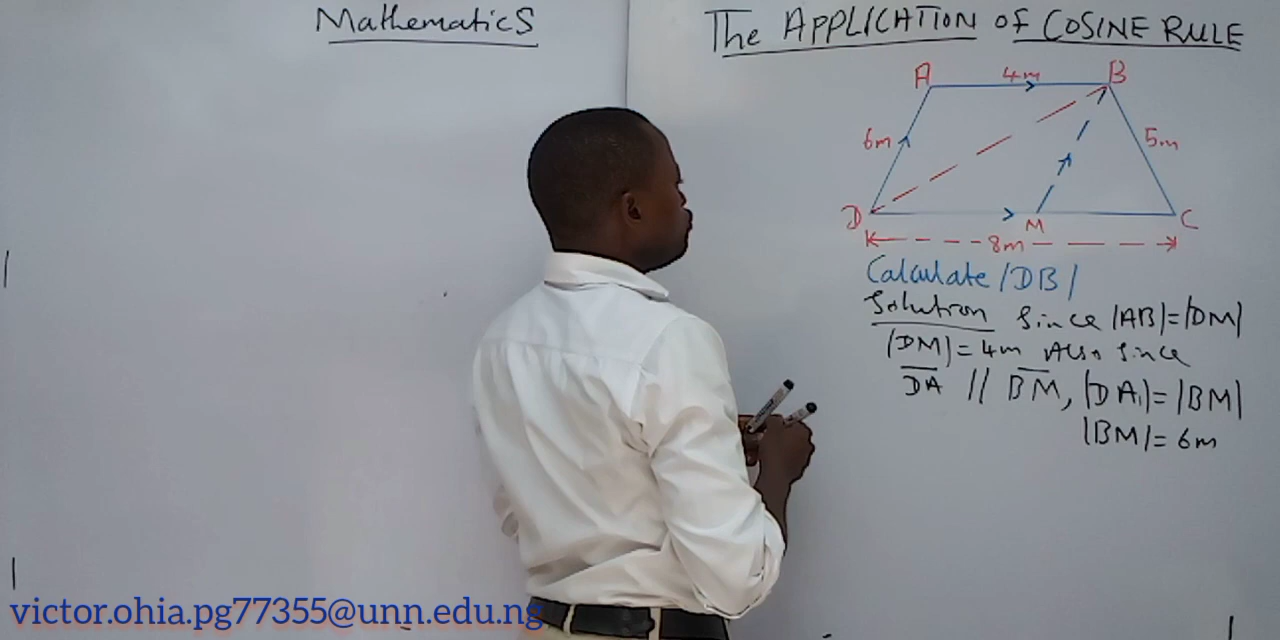 Mathematics
The APPLICATION of COSINE RULE
A
4m
B
6m
5m
D
M
C
8m
Calculate /DB/
Solution Since |AB|=|DM|
|DM|=4m Also Since
DA // BM, |DA|=|BM|
|BM|=6m
victor.ohia.pg77355@unn.edu.ng